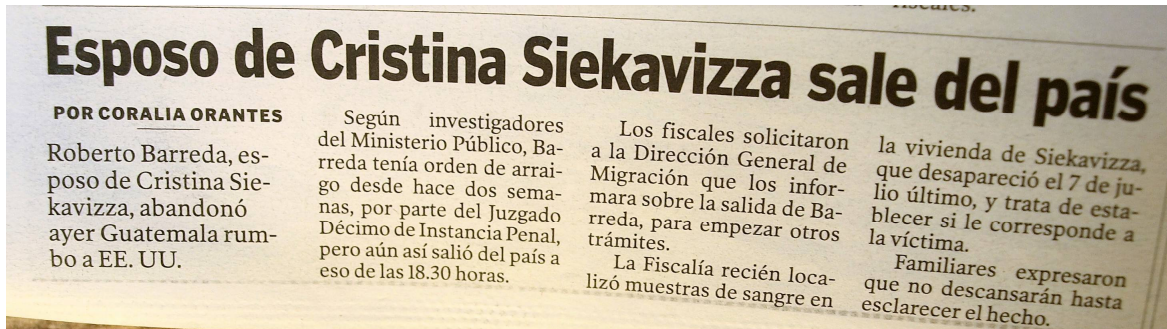 fiscales.
Esposo de Cristina Siekavizza sale del país
POR CORALIA ORANTES
Roberto Barreda, es-
poso de Cristina Sie-
kavizza, abandonó
ayer Guatemala rum-
bo a EE. UU.
Según investigadores
del Ministerio Público, Ba-
rreda tenía orden de arrai-
go desde hace dos sema-
nas, por parte del Juzgado
Décimo de Instancia Penal,
pero aún así salió del país a
eso de las 18.30 horas.
Los fiscales solicitaron
a la Dirección General de
Migración que los infor-
mara sobre la salida de Ba-
rreda, para empezar otros
trámites.
La Fiscalía recién loca-
lizó muestras de sangre en
la vivienda de Siekavizza,
que desapareció el 7 de ju-
lio último, y trata de esta-
blecer si le corresponde a
la víctima.
Familiares expresaron
que no descansarán hasta
esclarecer el hecho.